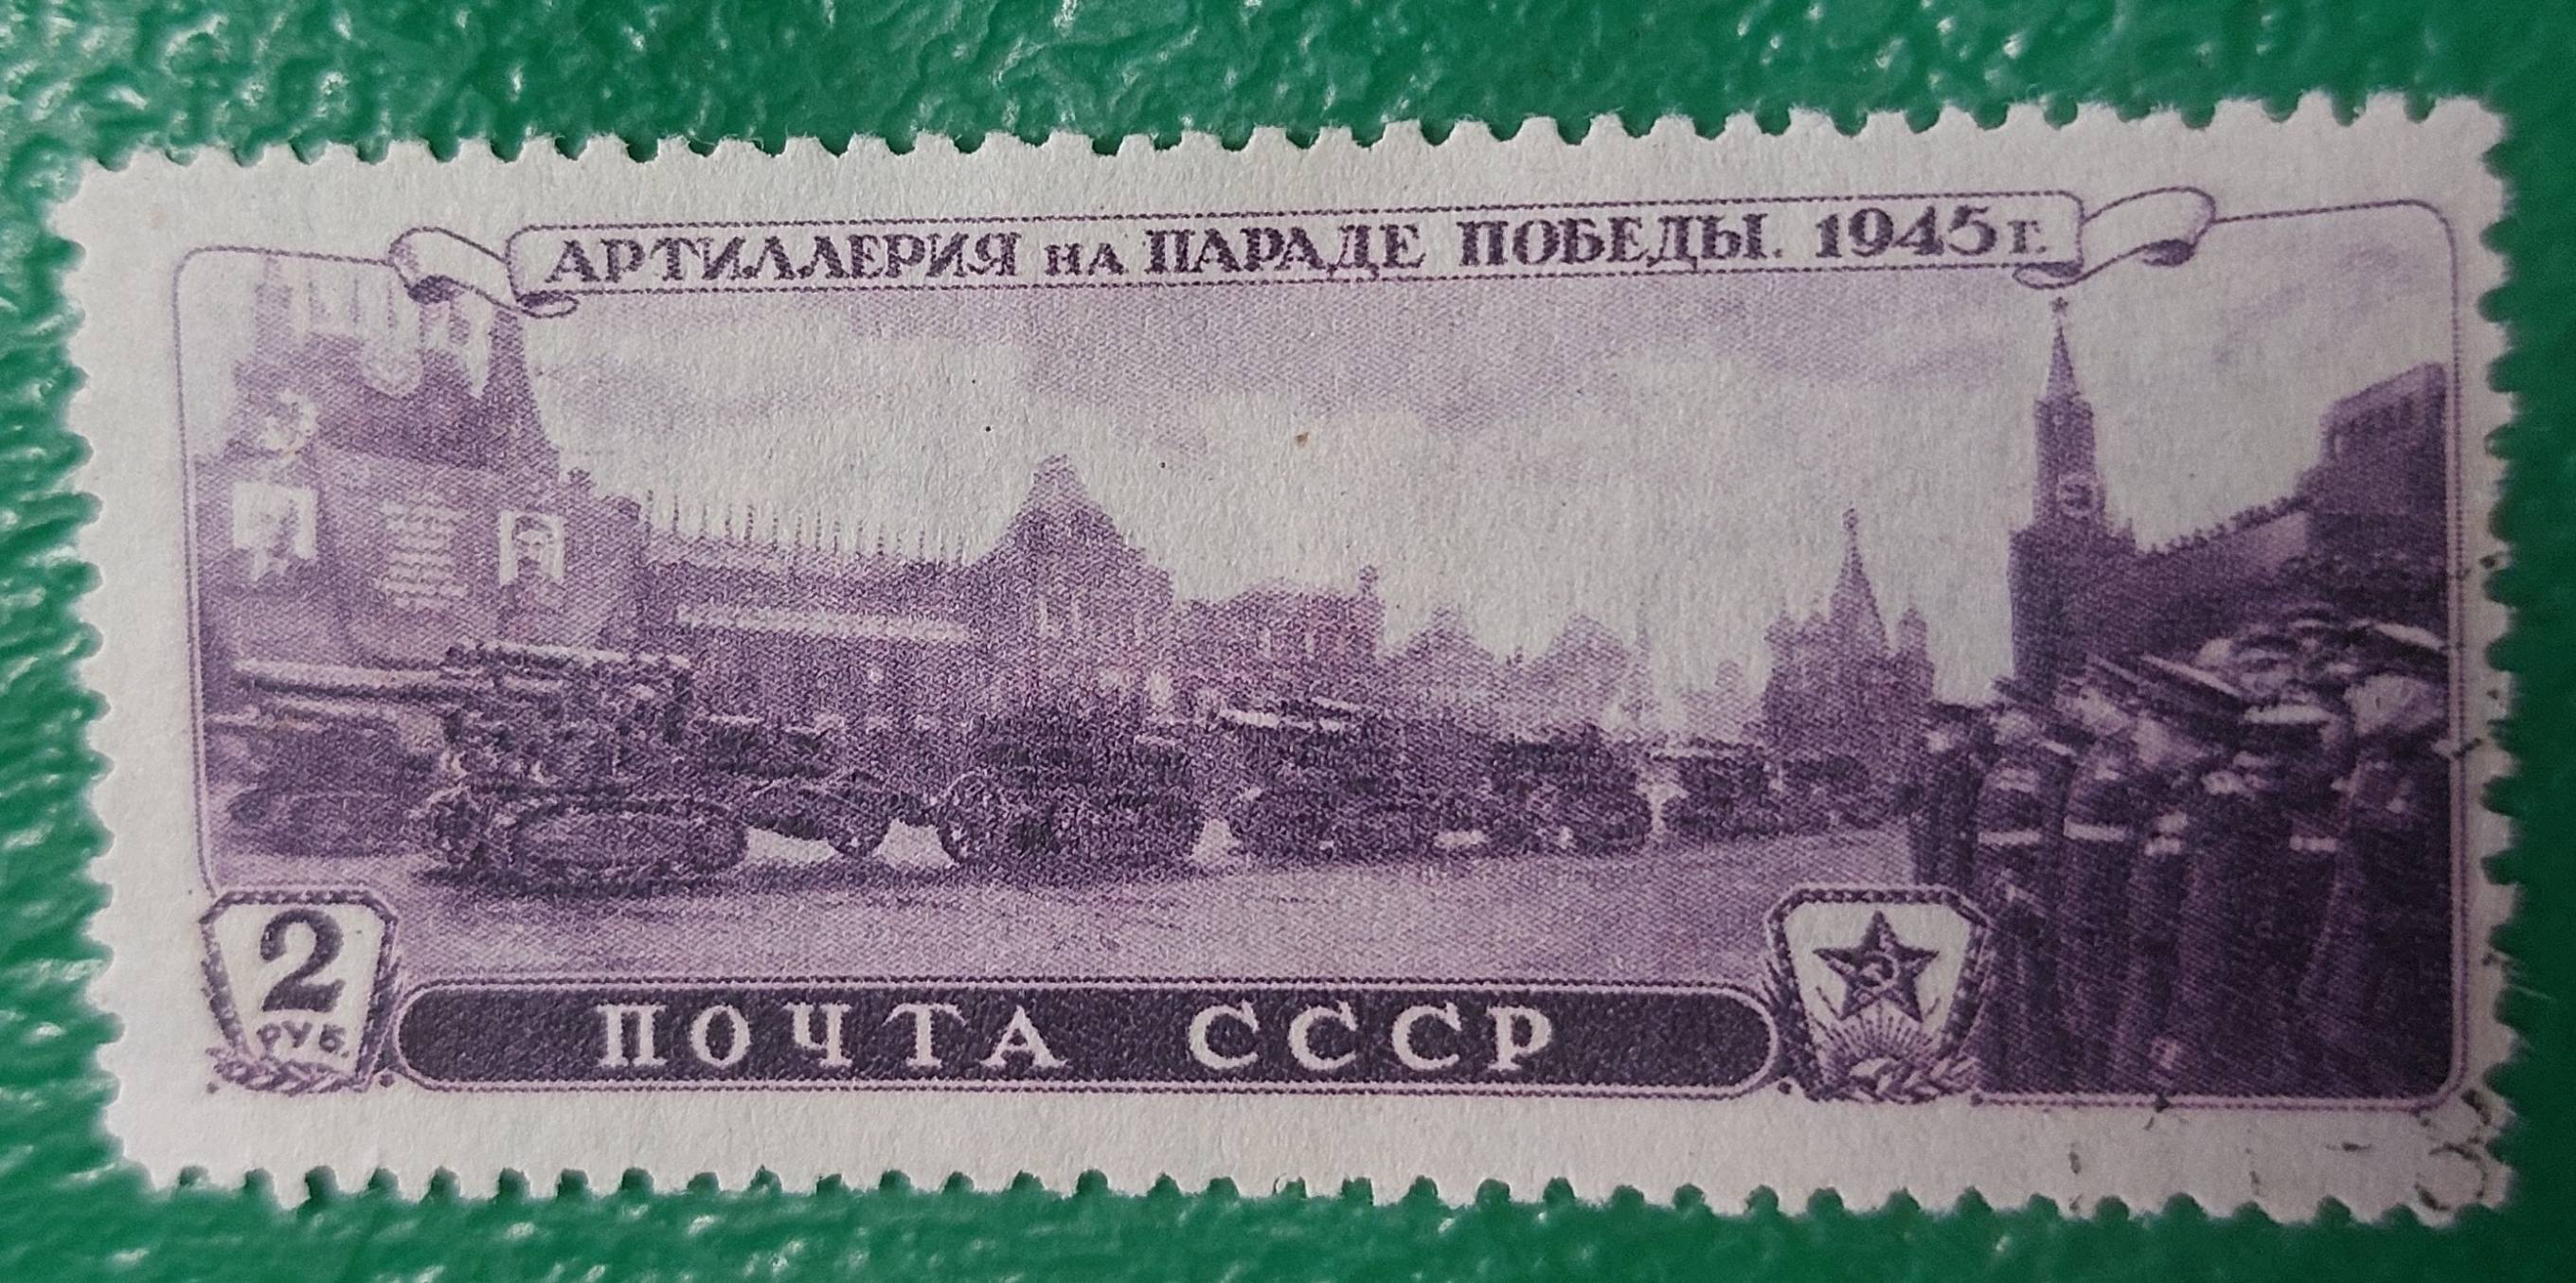 АРТИЛЛЕРИЯ НА ПАРАДЕ ПОБЕДЫ. 1945 г.
2
РУБ.
ПОЧТА СССР